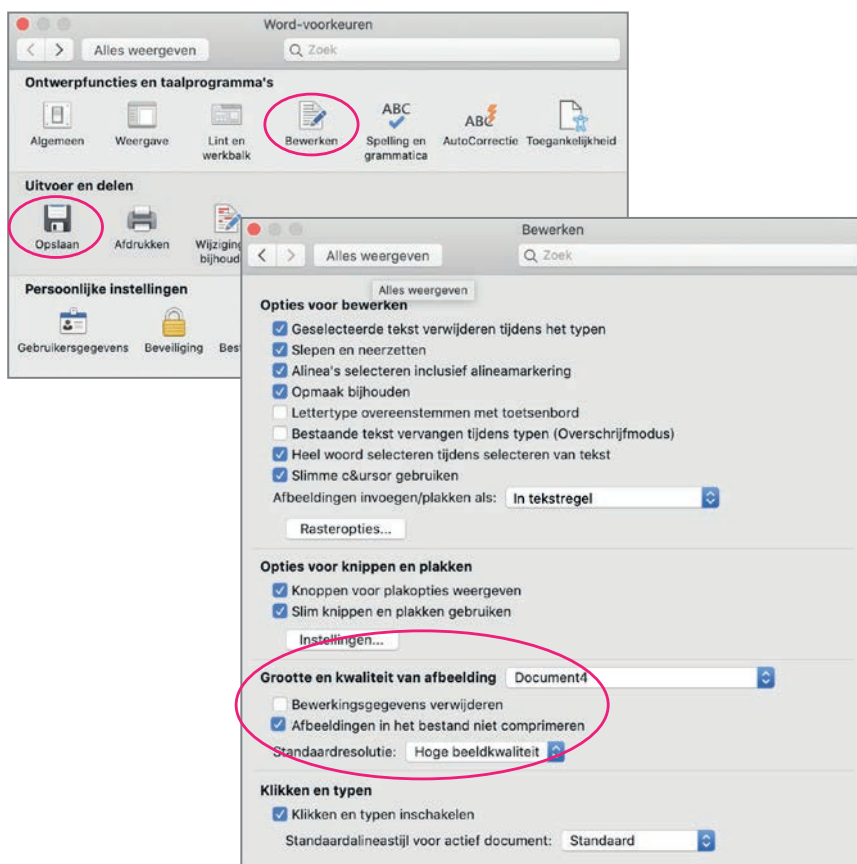 Word-voorkeuren
Alles weergeven
Zoek
Ontwerpfuncties en taalprogramma's
Algemeen
Weergave
Lint en
werkbalk
Bewerken
ABC
Spelling en
grammatica
ABC
AutoCorrectie
Toegankelijkheid
Uitvoer en delen
Opslaan
Afdrukken
Wijziging
bijhoud
Persoonlijke instellingen
Gebruikersgegevens
Beveiliging
Best
Bewerken
Alles weergeven
Zoek
Alles weergeven
Opties voor bewerken
Geselecteerde tekst verwijderen tijdens het typen
Slepen en neerzetten
Alinea's selecteren inclusief alineamarkering
Opmaak bijhouden
Lettertype overeenstemmen met toetsenbord
Bestaande tekst vervangen tijdens typen (Overschrijfmodus)
Heel woord selecteren tijdens selecteren van tekst
Slimme c&ursor gebruiken
Afbeeldingen invoegen/plakken als: In tekstregel
Rasteropties...
Opties voor knippen en plakken
Knoppen voor plakopties weergeven
Slim knippen en plakken gebruiken
Instellingen...
Grootte en kwaliteit van afbeelding Document4
Bewerkingsgegevens verwijderen
Afbeeldingen in het bestand niet comprimeren
Standaardresolutie: Hoge beeldkwaliteit
Klikken en typen
Klikken en typen inschakelen
Standaardalineastijl voor actief document: Standaard